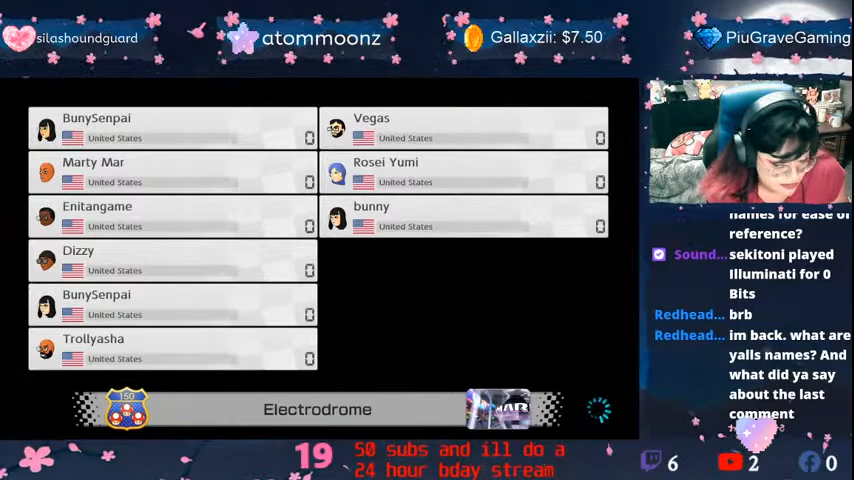 silashoundguard
atommoonz
Gallaxzii: $7.50
PiuGraveGaming
BunySenpai
United States
0
Vegas
United States
0
Marty Mar
United States
0
Rosei Yumi
United States
0
Enitangame
United States
0
bunny
United States
0
Dizzy
United States
0
BunySenpai
United States
0
Trollyasha
United States
0
150
Electrodrome
names for ease of
reference?
Sound... sekitoni played
Illuminati for 0
Bits
Redhead... brb
Redhead... im back. what are
yalls names? And
what did ya say
about the last
comment
19
50 subs and ill do a
24 hour bday stream
6
2
0